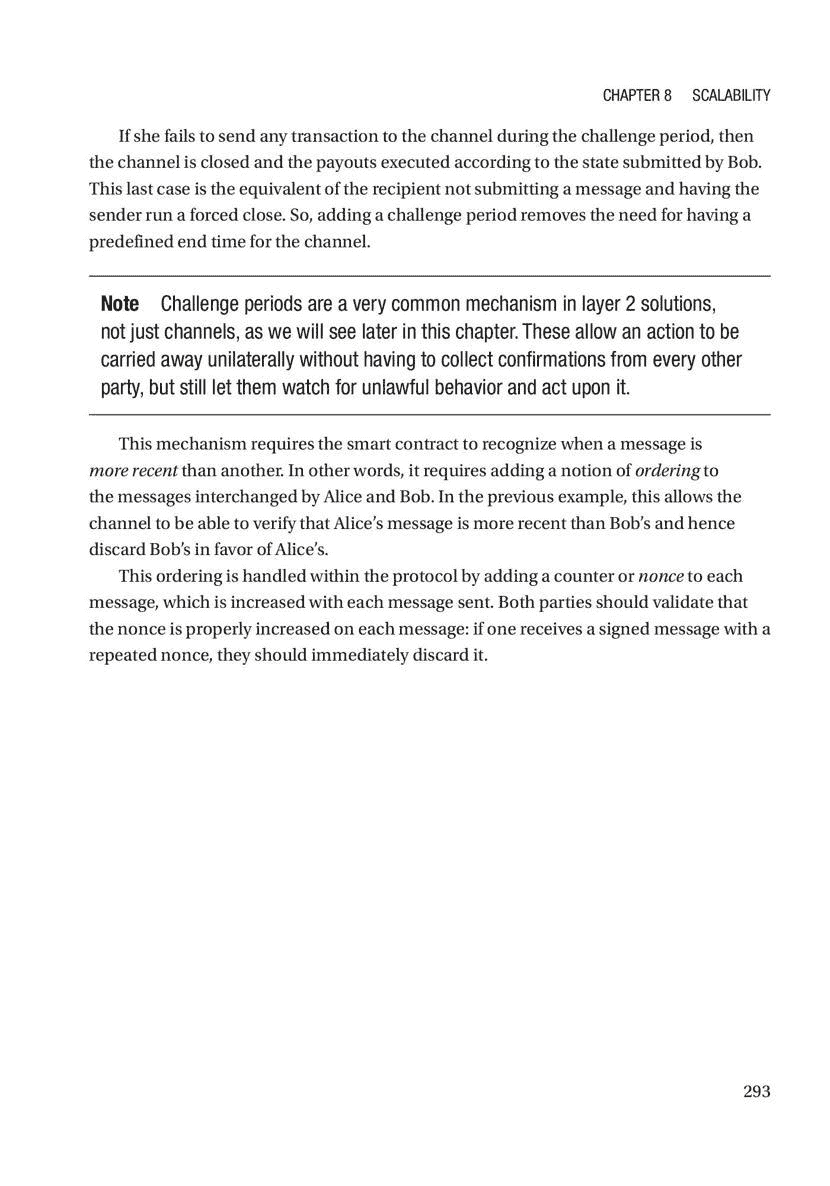 CHAPTER 8 SCALABILITY
If she fails to send any transaction to the channel during the challenge period, then
the channel is closed and the payouts executed according to the state submitted by Bob.
This last case is the equivalent of the recipient not submitting a message and having the
sender run a forced close. So, adding a challenge period removes the need for having a
predefined end time for the channel.
Note Challenge periods are a very common mechanism in layer 2 solutions,
not just channels, as we will see later in this chapter. These allow an action to be
carried away unilaterally without having to collect confirmations from every other
party, but still let them watch for unlawful behavior and act upon it.
This mechanism requires the smart contract to recognize when a message is
more recent than another. In other words, it requires adding a notion of ordering to
the messages interchanged by Alice and Bob. In the previous example, this allows the
channel to be able to verify that Alice’s message is more recent than Bob’s and hence
discard Bob’s in favor of Alice’s.
This ordering is handled within the protocol by adding a counter or nonce to each
message, which is increased with each message sent. Both parties should validate that
the nonce is properly increased on each message: if one receives a signed message with a
repeated nonce, they should immediately discard it.
293